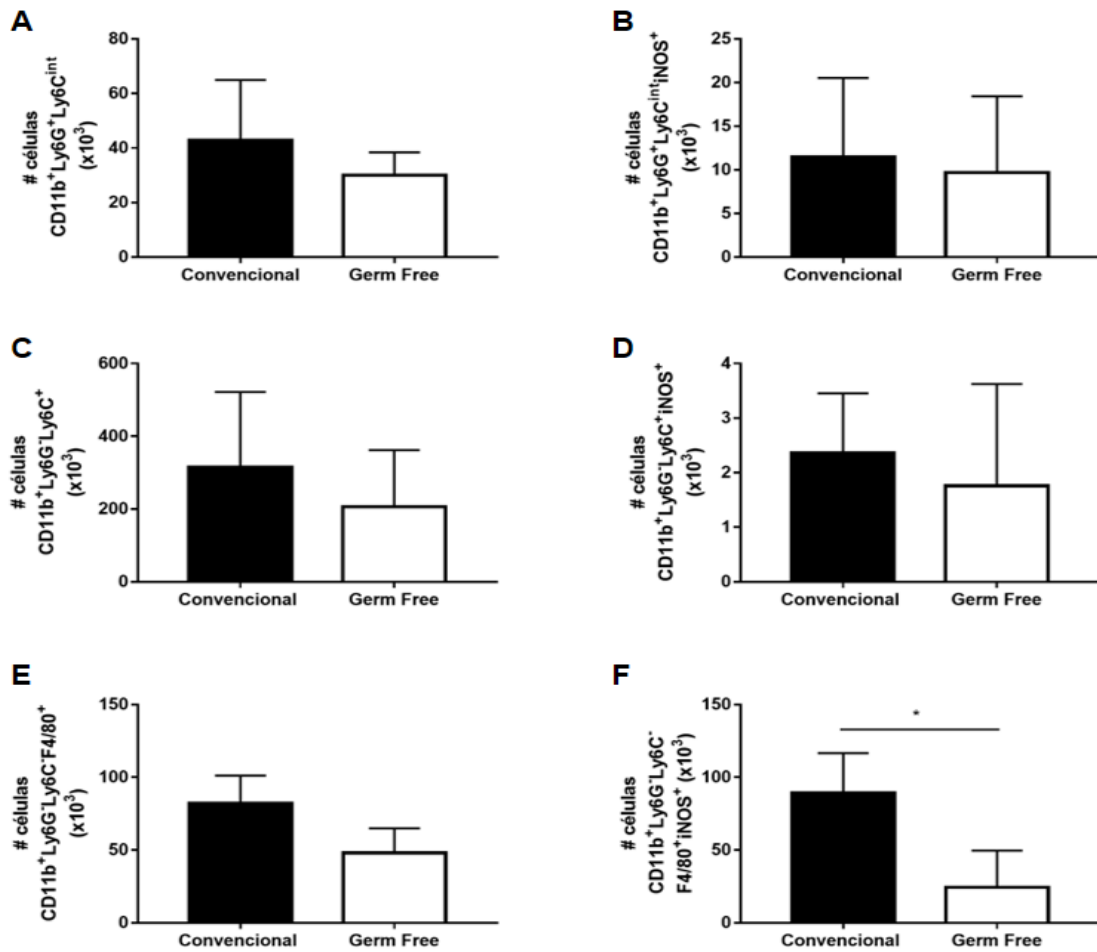 A
# células
CD11b⁺Ly6G⁺Ly6Cⁱⁿᵗ
(x10³)
80
60
40
20
0
Convencional Germ Free
B
# células
CD11b⁺Ly6G⁺Ly6CⁱⁿᵗiNOS⁺
(x10³)
25
20
15
10
5
0
Convencional Germ Free
C
# células
CD11b⁺Ly6G⁻Ly6C⁺
(x10³)
600
400
200
0
Convencional Germ Free
D
# células
CD11b⁺Ly6G⁻Ly6C⁺iNOS⁺
(x10³)
4
3
2
1
0
Convencional Germ Free
E
# células
CD11b⁺Ly6G⁻Ly6C⁻F4/80⁺
(x10³)
150
100
50
0
Convencional Germ Free
F
# células
CD11b⁺Ly6G⁻Ly6C⁻
F4/80⁺iNOS⁺ (x10³)
150
100
50
0
*
Convencional Germ Free